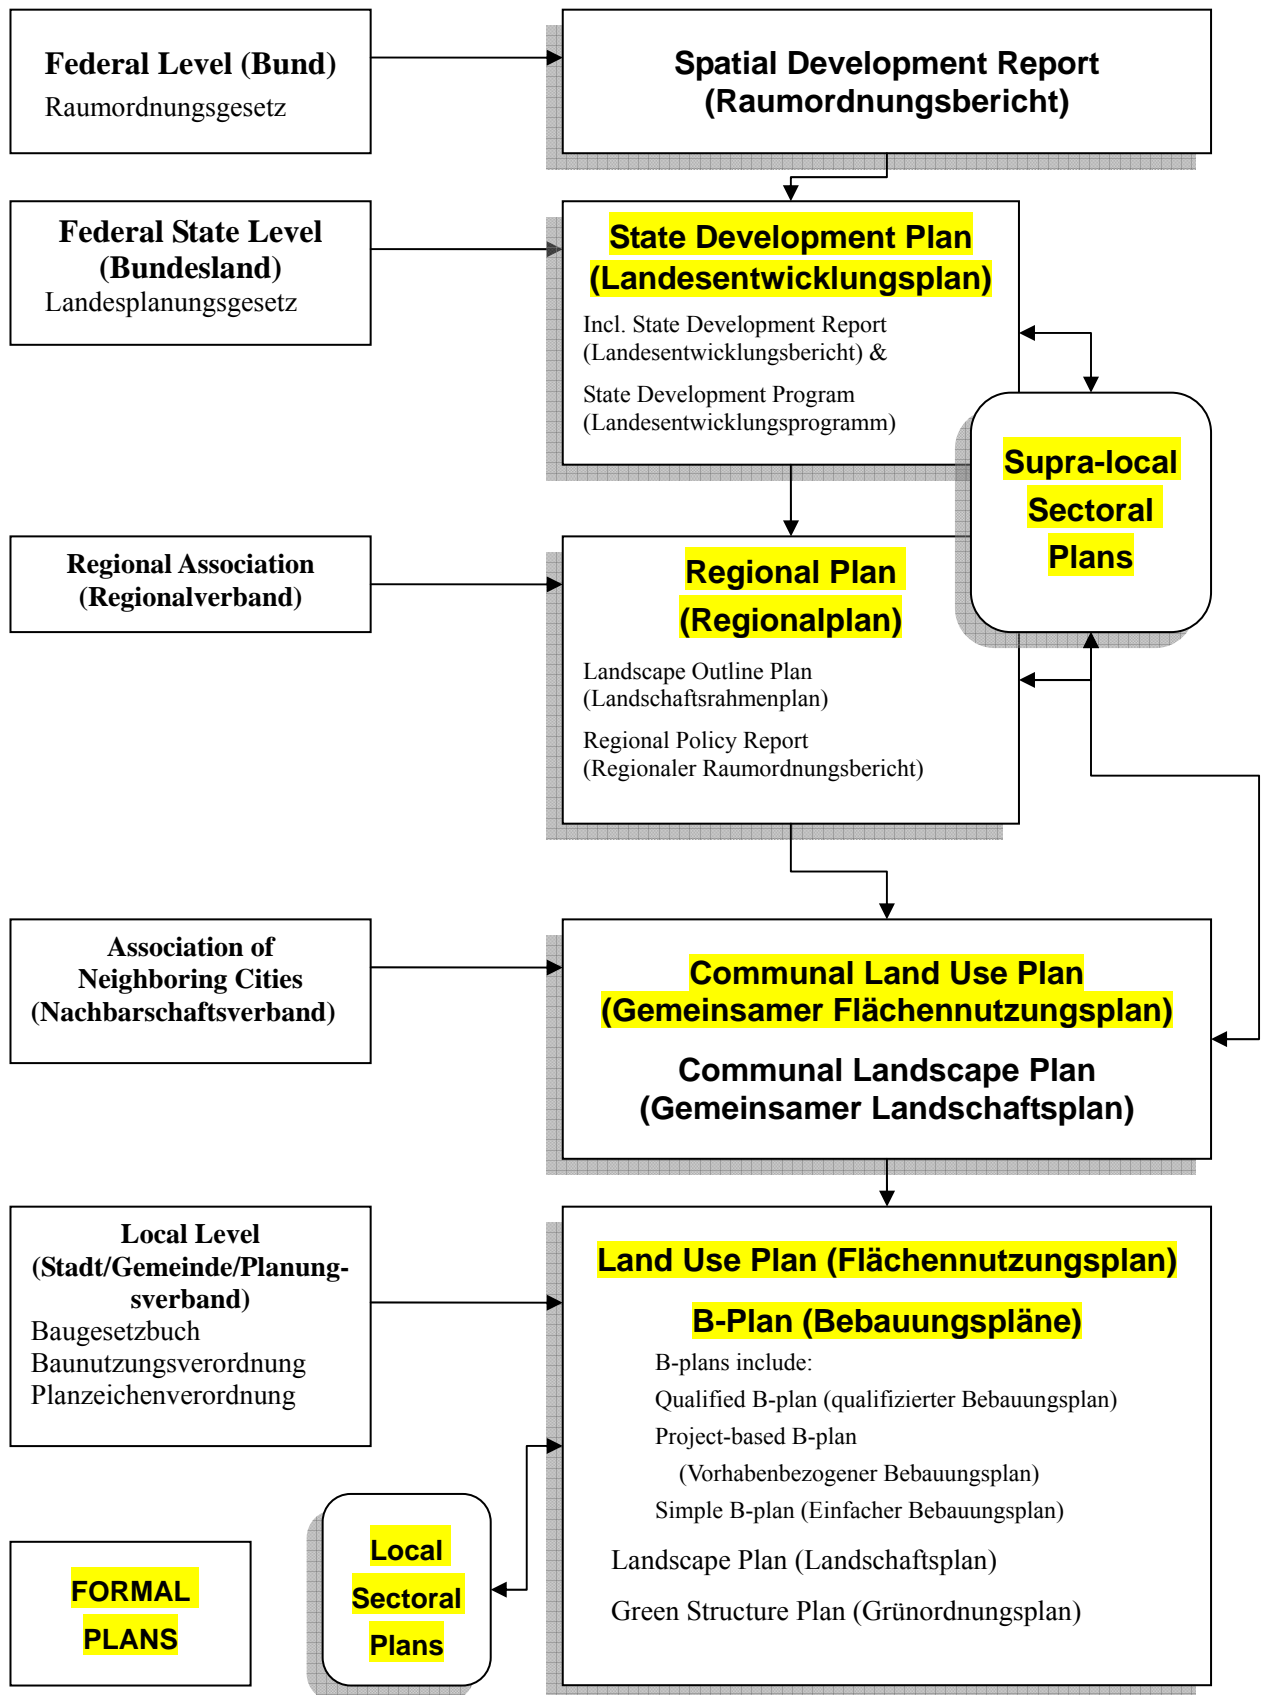 Federal Level (Bund)
Raumordnungsgesetz
Spatial Development Report
(Raumordnungsbericht)
Federal State Level
(Bundesland)
Landesplanungsgesetz
State Development Plan
(Landesentwicklungsplan)
Incl. State Development Report
(Landesentwicklungsbericht) &
State Development Program
(Landesentwicklungsprogramm)
Supra-local
Sectoral
Plans
Regional Association
(Regionalverband)
Regional Plan
(Regionalplan)
Landscape Outline Plan
(Landschaftsrahmenplan)
Regional Policy Report
(Regionaler Raumordnungsbericht)
Association of
Neighboring Cities
(Nachbarschaftsverband)
Communal Land Use Plan
(Gemeinsamer Flächennutzungsplan)
Communal Landscape Plan
(Gemeinsamer Landschaftsplan)
Local Level
(Stadt/Gemeinde/Planung-
sverband)
Baugesetzbuch
Baunutzungsverordnung
Planzeichenverordnung
Land Use Plan (Flächennutzungsplan)
B-Plan (Bebauungspläne)
B-plans include:
Qualified B-plan (qualifizierter Bebauungsplan)
Project-based B-plan
(Vorhabenbezogener Bebauungsplan)
Simple B-plan (Einfacher Bebauungsplan)
Landscape Plan (Landschaftsplan)
Green Structure Plan (Grünordnungsplan)
Local
Sectoral
Plans
FORMAL
PLANS